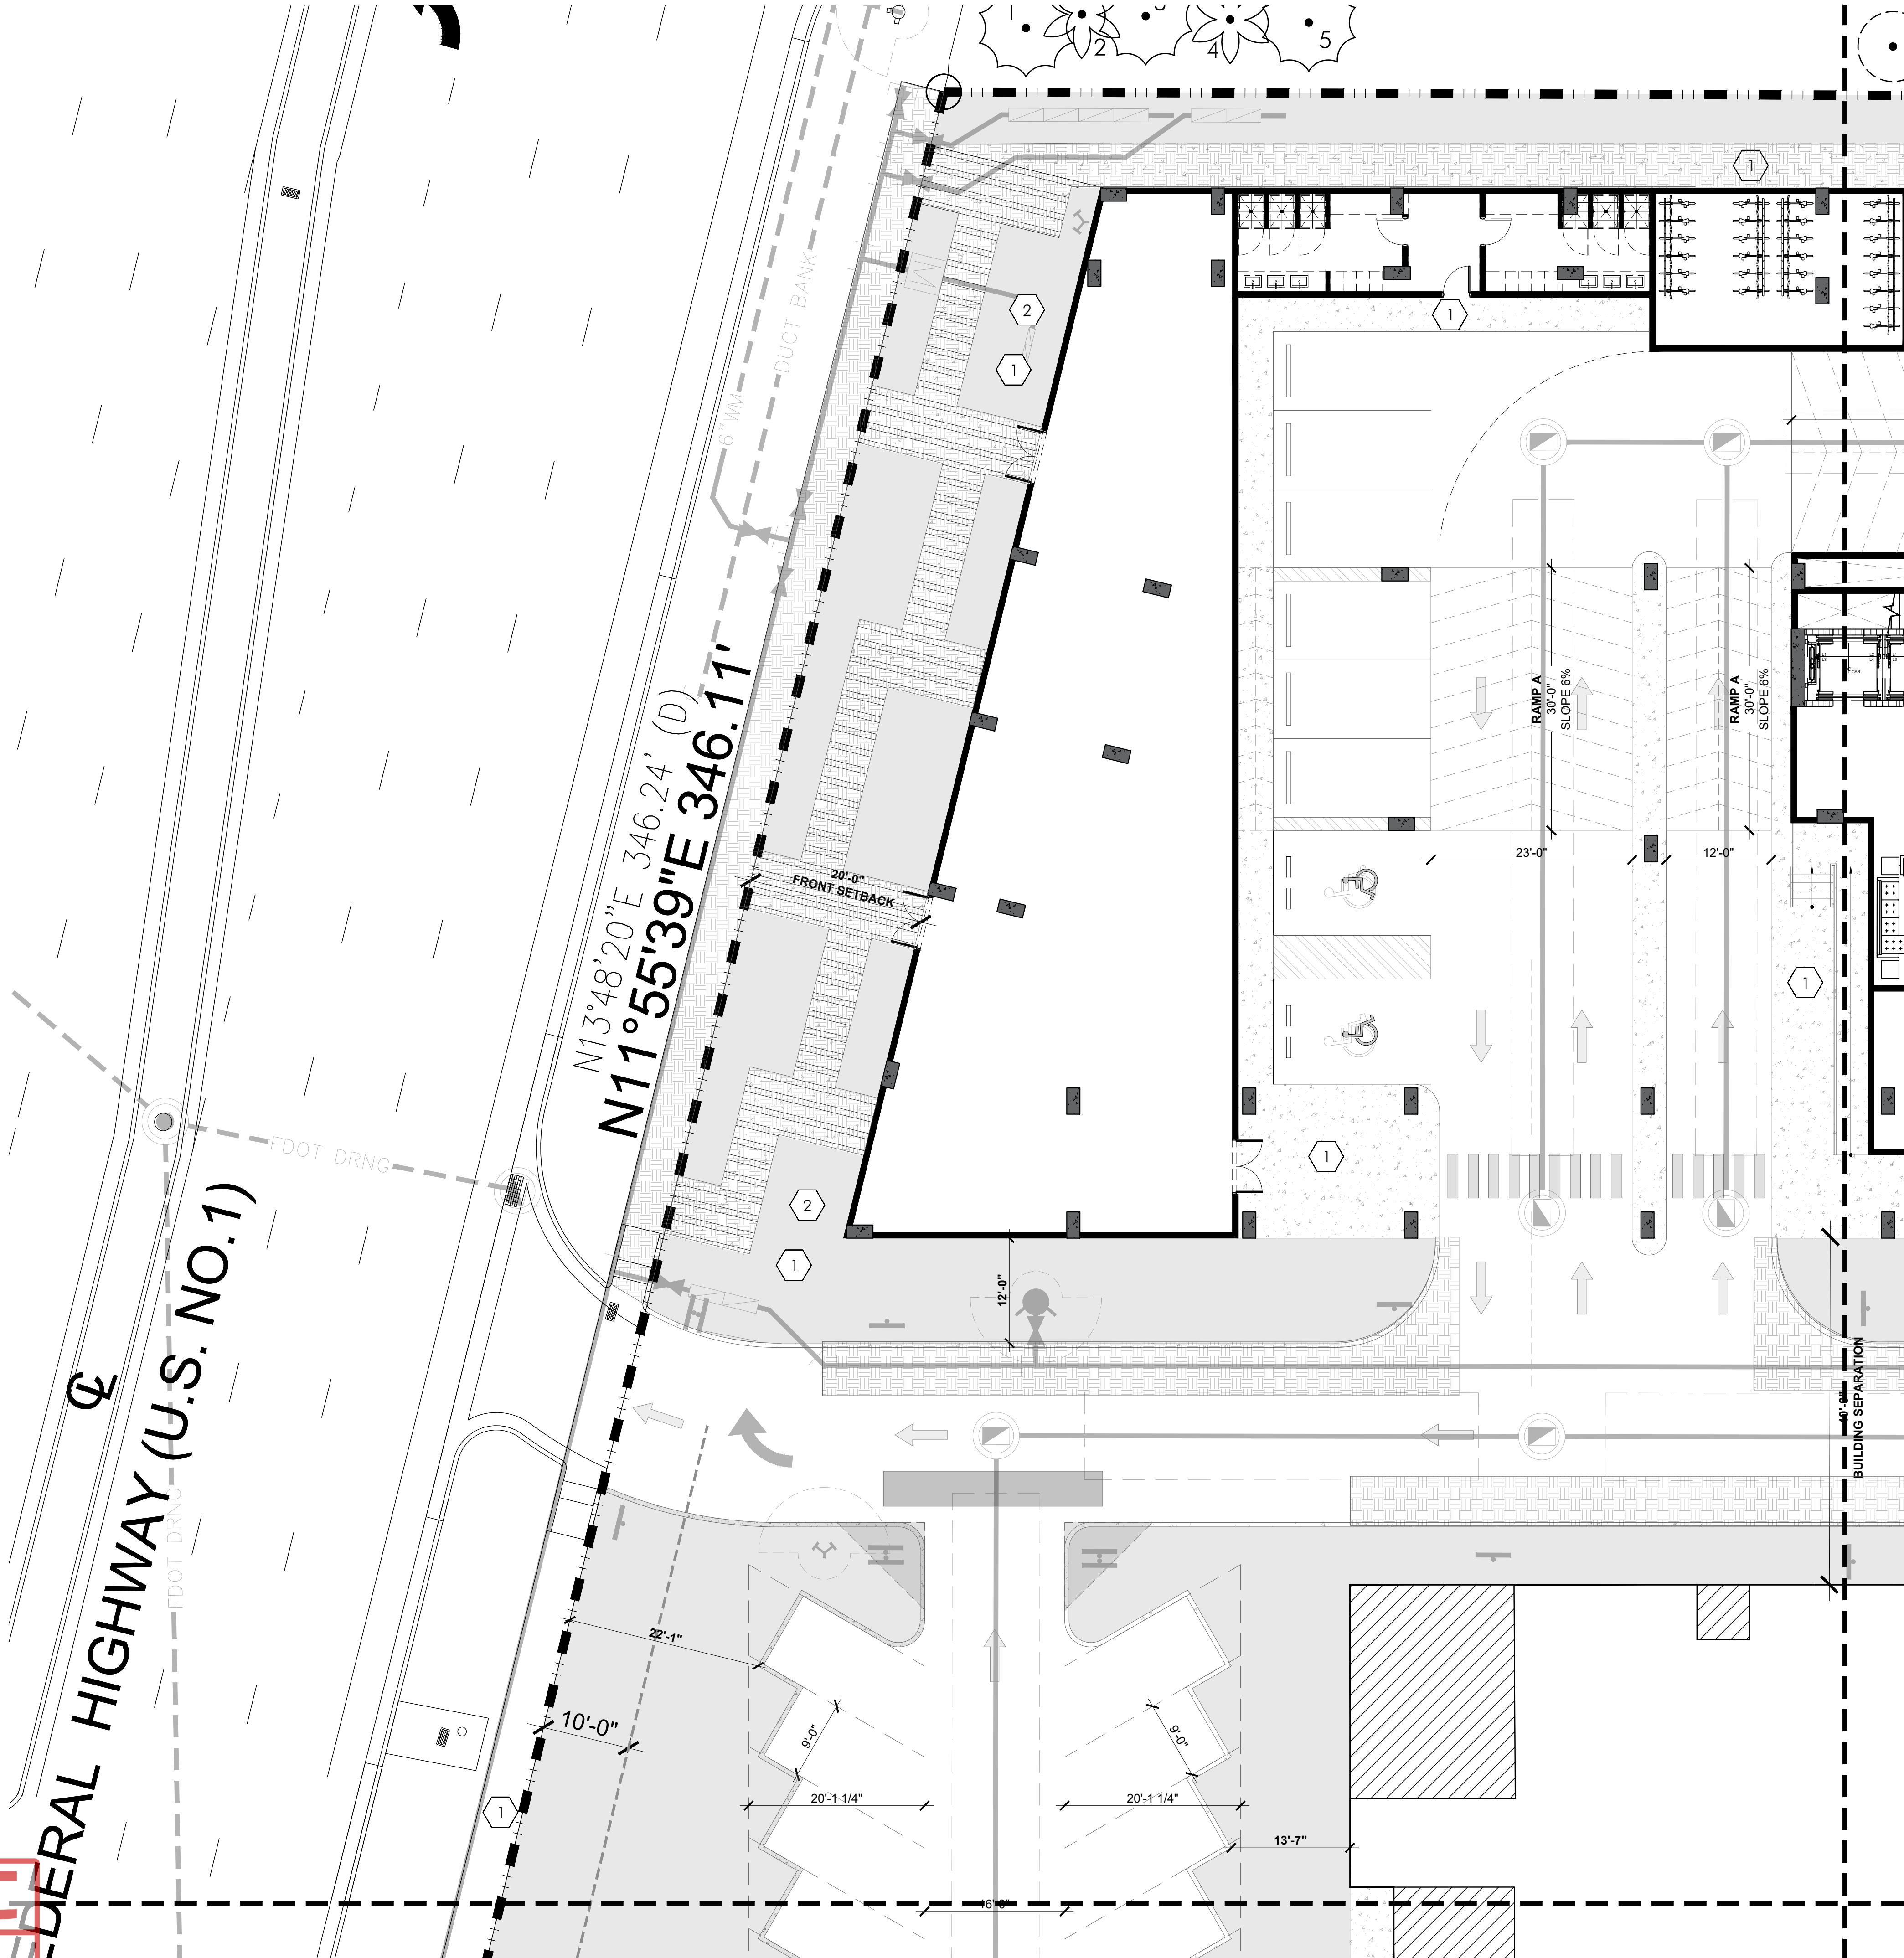 2
4
5
1
1
2
1
6" WM
DUCT BANK
N13°48'20"E 346.24' (D)
N11°55'39"E 346.11'
RAMP A
30'-0"
SLOPE 6%
RAMP A
30'-0"
SLOPE 6%
CAR
23'-0"
12'-0"
20'-0"
FRONT SETBACK
1
FDOT DRNG
1
2
1
12'-0"
BUILDING SEPARATION
FEDERAL HIGHWAY (U.S. NO.1)
FDOT DRNG
22'-1"
10'-0"
9'-0"
9'-0"
20'-1 1/4"
20'-1 1/4"
1
13'-7"
16'-0"